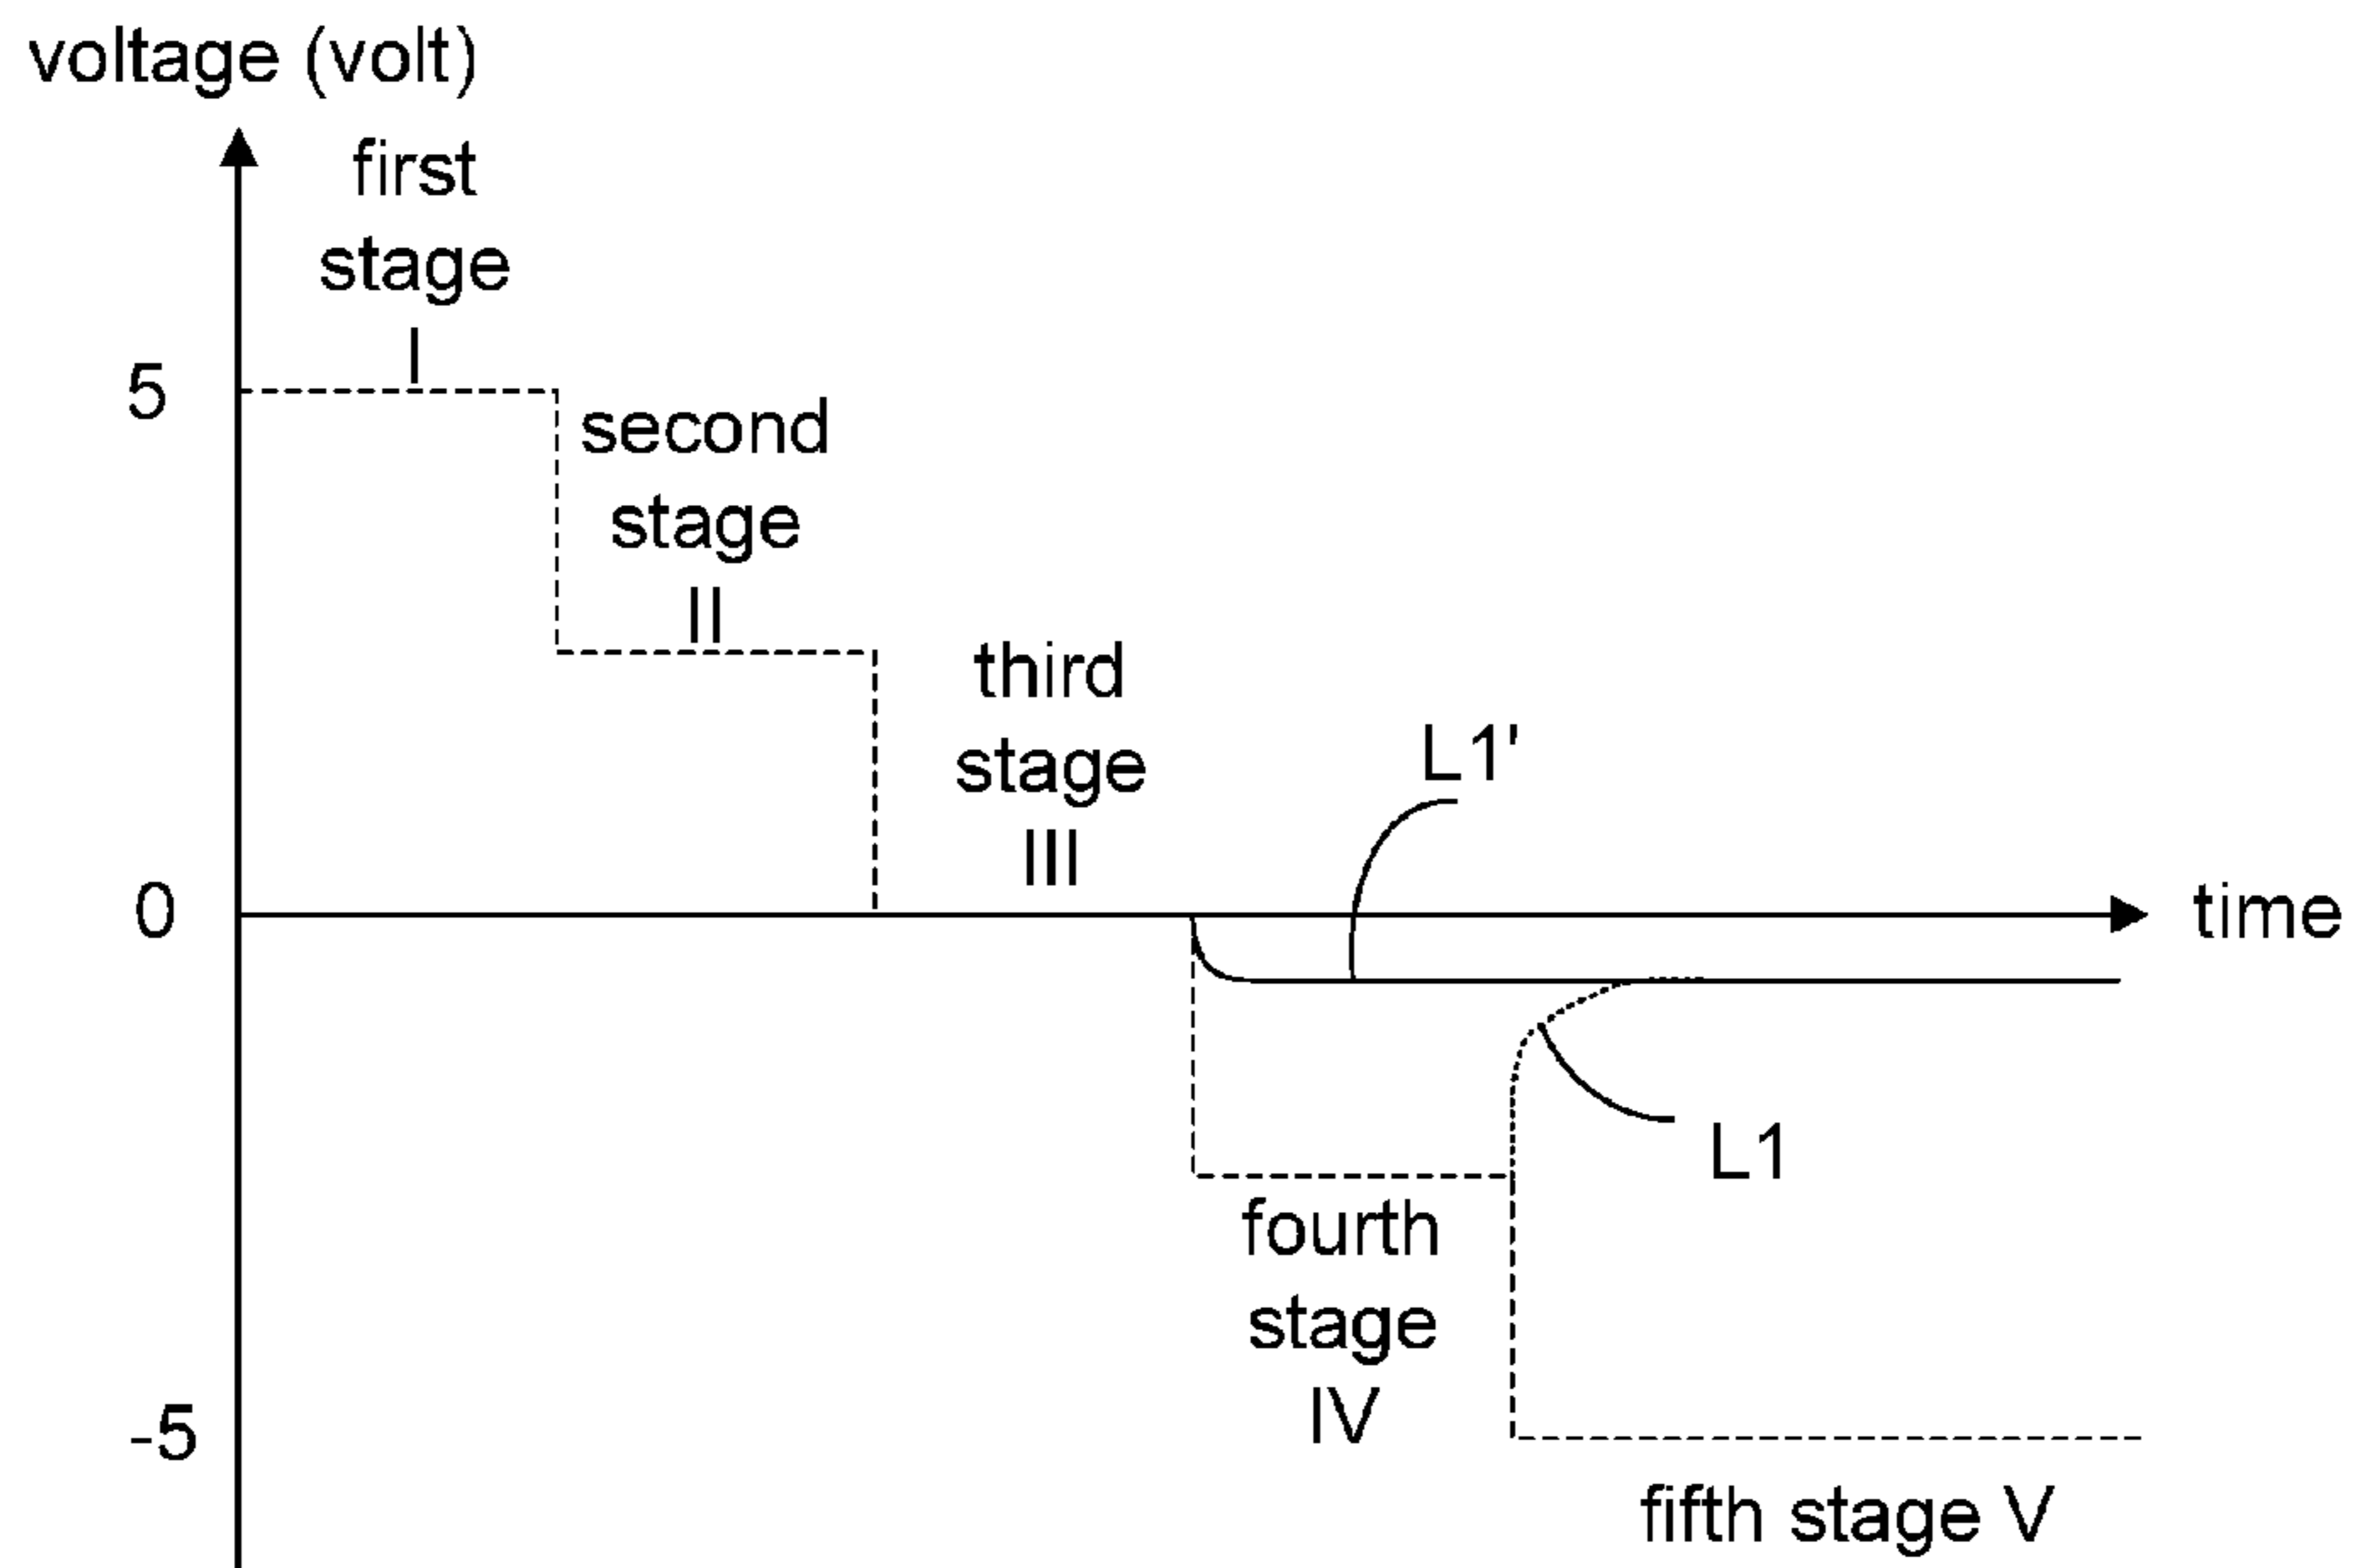 voltage (volt)
first
stage
I
5
second
stage
II
third
stage
III
L1'
0
time
L1
fourth
stage
IV
-5
fifth stage V